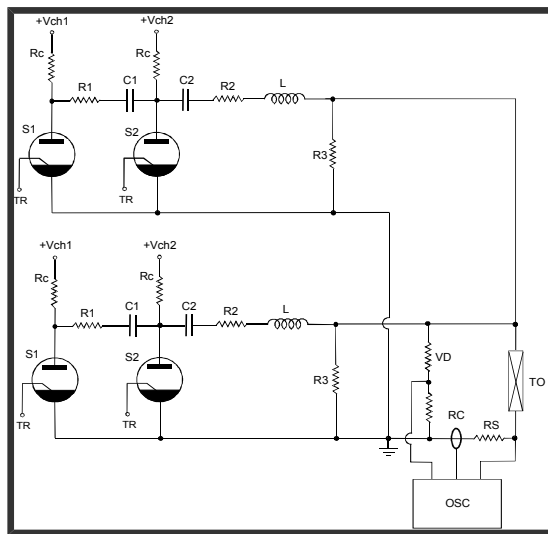 +Vch1 +Vch2
Rc Rc
R1 C1 C2 R2 L
S1 S2
R3
TR TR
+Vch1 +Vch2
Rc Rc
R1 C1 C2 R2 L
S1 S2
VD
R3
TO
TR TR
RC RS
OSC